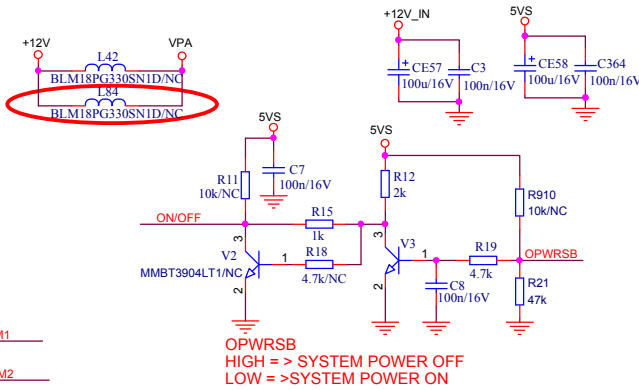 +12V
VPA
L42
BLM18PG330SN1D/NC
L84
BLM18PG330SN1D/NC
+12V_IN
5VS
+
CE57
100u/16V
C3
100n/16V
+
CE58
100u/16V
C364
100n/16V
5VS
C7
100n/16V
R11
10k/NC
5VS
R12
2k
R910
10k/NC
ON/OFF
R15
1k
3
V2
1
R18
4.7k/NC
MMBT3904LT1/NC
2
3
V3
1
R19
4.7k
OPWRSB
2
C8
100n/16V
R21
47k
OPWRSB
HIGH = > SYSTEM POWER OFF
LOW = >SYSTEM POWER ON
M1
M2